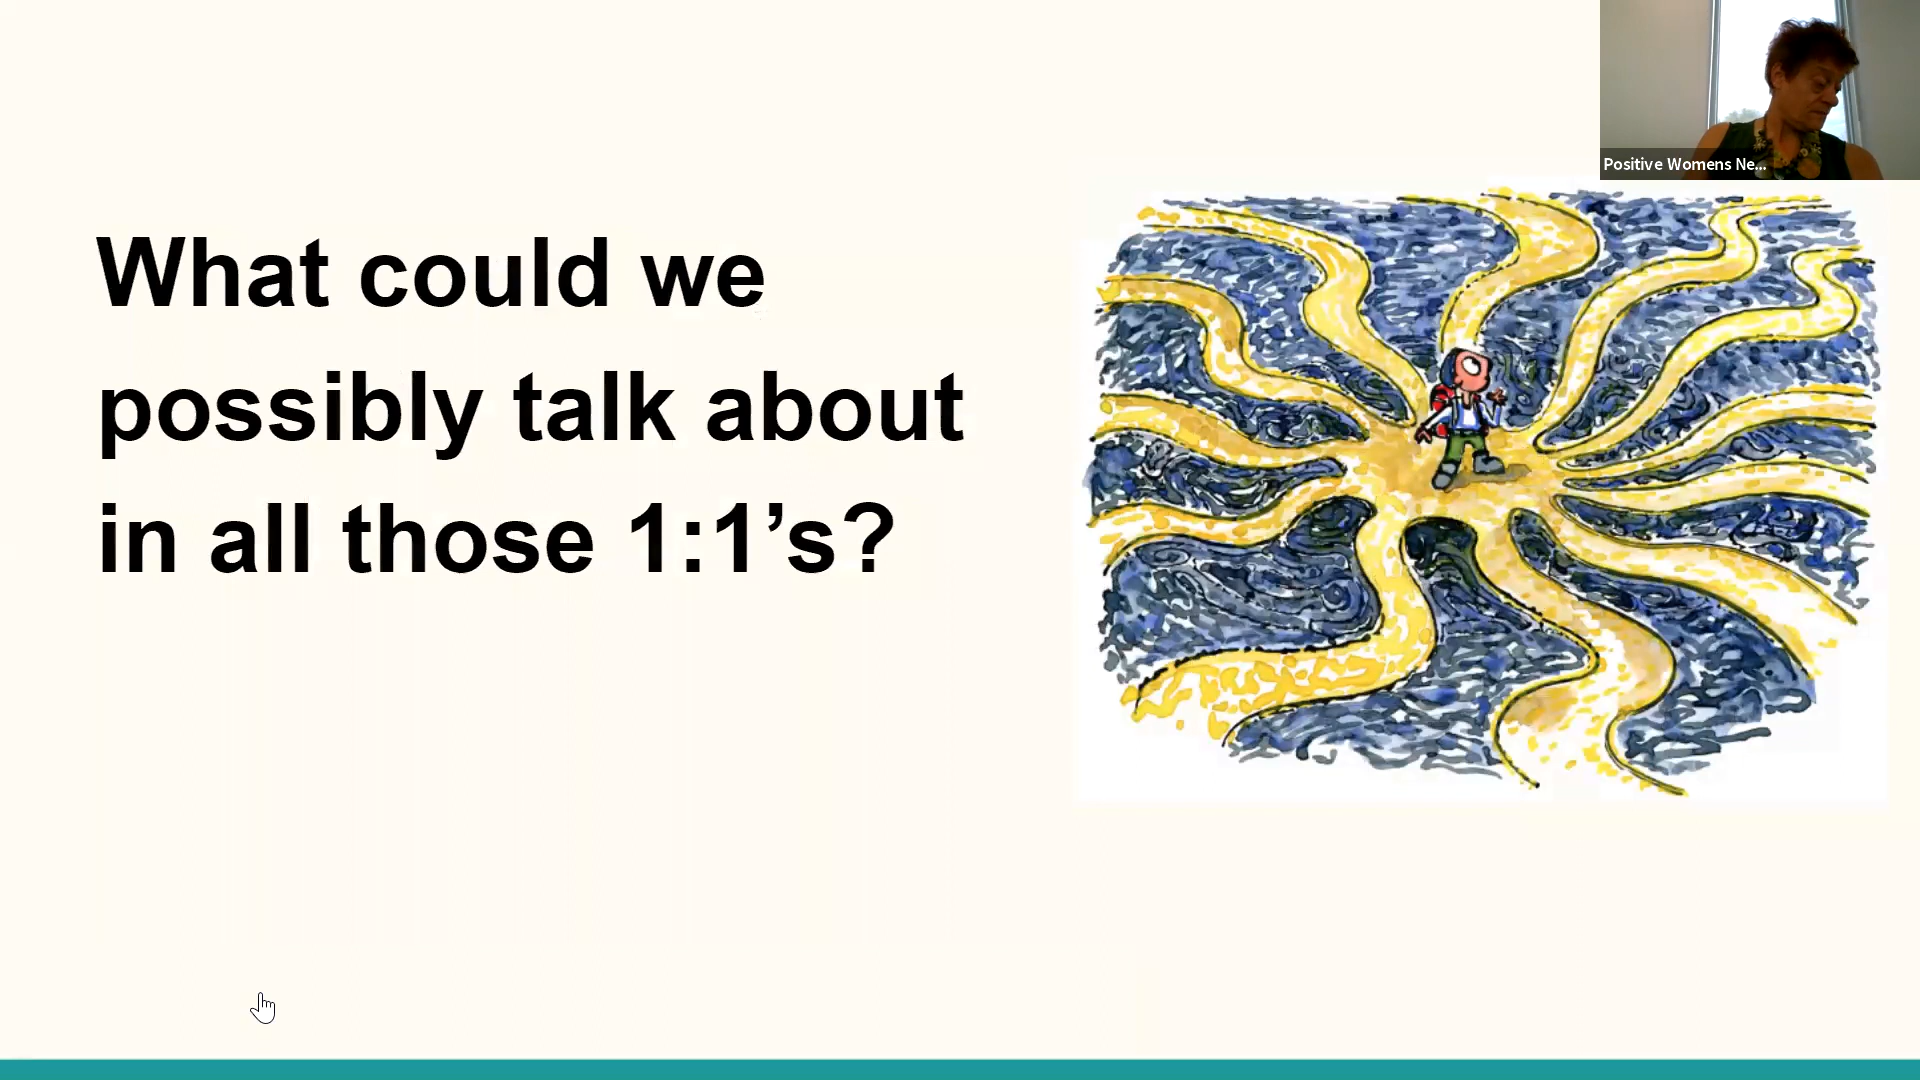 What could we
possibly talk about
in all those 1:1’s?
Positive Womens Ne...